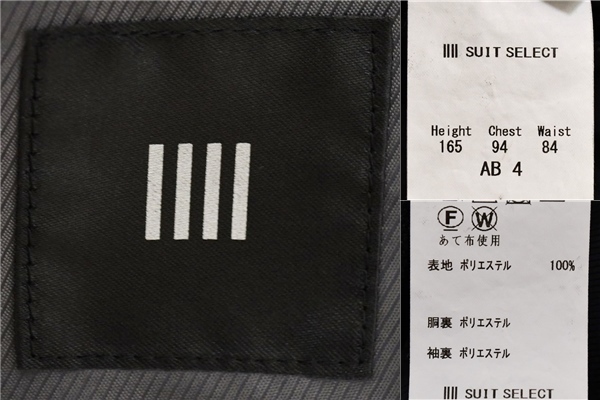 SUIT SELECT
Height Chest Waist
165 94 84
AB 4
F W
あて布使用
表地 ポリエステル 100%
胴裏 ポリエステル
袖裏 ポリエステル
SUIT SELECT